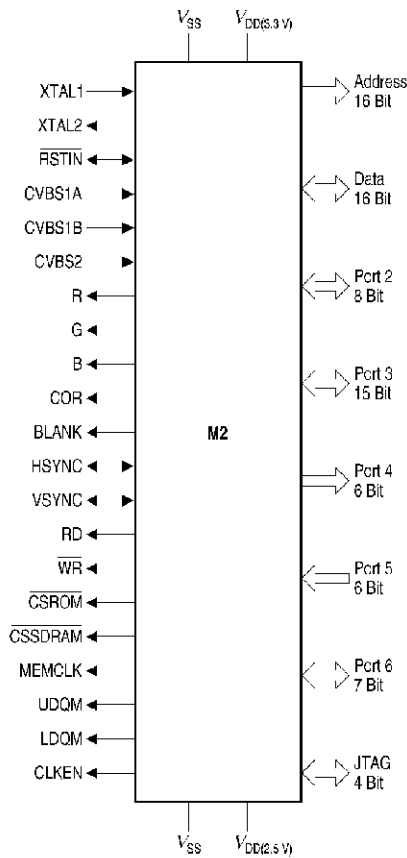 VSS VDD(3.3 V)
XTAL1
XTAL2
RSTIN
CVBS1A
CVBS1B
CVBS2
R
G
B
COR
BLANK
HSYNC
VSYNC
RD
WR
CSROM
CSSDRAM
MEMCLK
UDQM
LDQM
CLKEN
M2
Address
16 Bit
Data
16 Bit
Port 2
8 Bit
Port 3
15 Bit
Port 4
6 Bit
Port 5
6 Bit
Port 6
7 Bit
JTAG
4 Bit
VSS VDD(2.5 V)